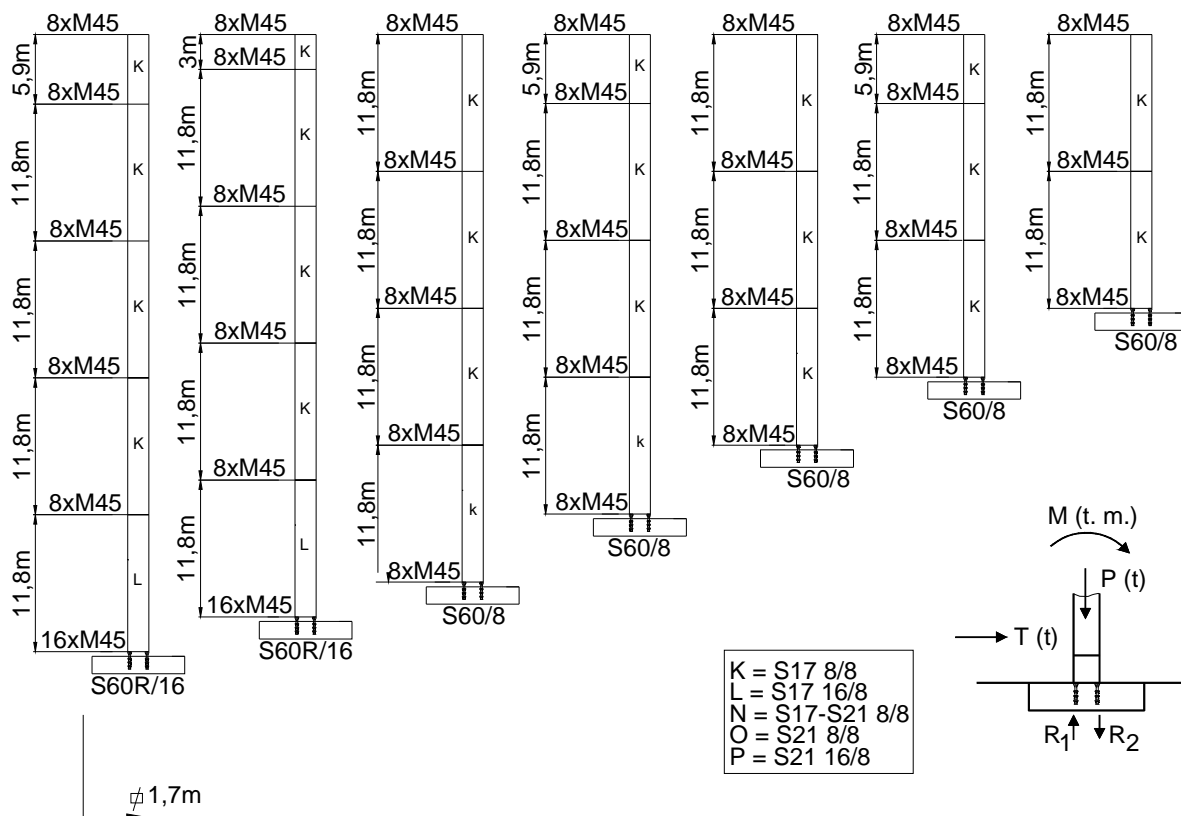 8xM45
5,9m
K
8xM45
11,8m
K
8xM45
11,8m
K
8xM45
11,8m
K
8xM45
11,8m
L
16xM45
S60R/16
8xM45
3m
K
8xM45
11,8m
K
8xM45
11,8m
K
8xM45
11,8m
K
8xM45
11,8m
L
16xM45
S60R/16
8xM45
11,8m
K
8xM45
11,8m
K
8xM45
11,8m
K
8xM45
11,8m
k
8xM45
S60/8
8xM45
5,9m
K
8xM45
11,8m
K
8xM45
11,8m
K
8xM45
11,8m
k
8xM45
S60/8
8xM45
11,8m
K
8xM45
11,8m
K
8xM45
11,8m
K
8xM45
S60/8
8xM45
5,9m
K
8xM45
11,8m
K
8xM45
11,8m
K
8xM45
S60/8
8xM45
11,8m
K
8xM45
11,8m
K
8xM45
S60/8
K = S17 8/8
L = S17 16/8
N = S17-S21 8/8
O = S21 8/8
P = S21 16/8
M (t. m.)
P (t)
T (t)
R1
R2
1,7m